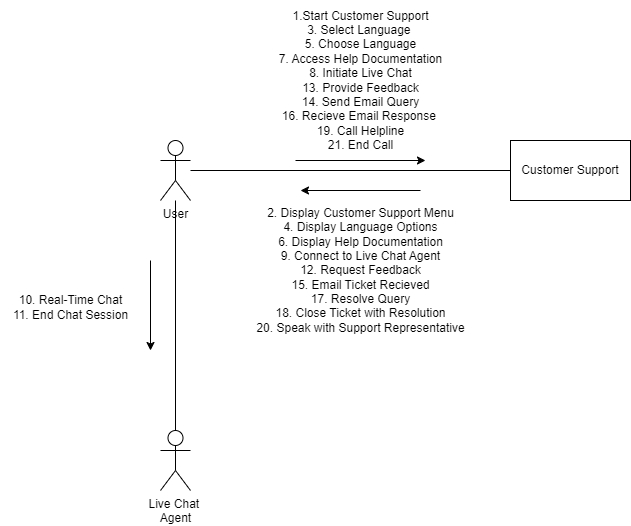 1.Start Customer Support
3. Select Language
5. Choose Language
7. Access Help Documentation
8. Initiate Live Chat
13. Provide Feedback
14. Send Email Query
16. Recieve Email Response
19. Call Helpline
21. End Call
Customer Support
User
2. Display Customer Support Menu
4. Display Language Options
6. Display Help Documentation
9. Connect to Live Chat Agent
12. Request Feedback
15. Email Ticket Recieved
17. Resolve Query
18. Close Ticket with Resolution
20. Speak with Support Representative
10. Real-Time Chat
11. End Chat Session
Live Chat
Agent